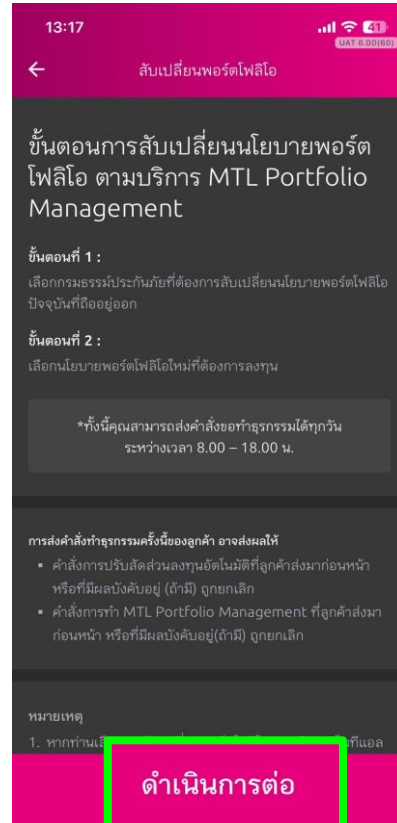 13:17
41
UAT 6.00(60)
สับเปลี่ยนพอร์ตโฟลิโอ
ขั้นตอนการสับเปลี่ยนนโยบายพอร์ต
โฟลิโอ ตามบริการ MTL Portfolio
Management
ขั้นตอนที่ 1 :
เลือกกรมธรรม์ประกันภัยที่ต้องการสับเปลี่ยนนโยบายพอร์ตโฟลิโอ
ปัจจุบันที่ถืออยู่ออก
ขั้นตอนที่ 2 :
เลือกนโยบายพอร์ตโฟลิโอใหม่ที่ต้องการลงทุน
*ทั้งนี้คุณสามารถส่งคำสั่งขอทำธุรกรรมได้ทุกวัน
ระหว่างเวลา 8.00 – 18.00 น.
การส่งคำสั่งทำธุรกรรมครั้งนี้ของลูกค้า อาจส่งผลให้
• คำสั่งการปรับสัดส่วนลงทุนอัตโนมัติที่ลูกค้าส่งมาก่อนหน้า
หรือที่มีผลบังคับอยู่ (ถ้ามี) ถูกยกเลิก
• คำสั่งการทำ MTL Portfolio Management ที่ลูกค้าส่งมา
ก่อนหน้า หรือที่มีผลบังคับอยู่(ถ้ามี) ถูกยกเลิก
หมายเหตุ
1. หากท่าน
ดำเนินการต่อ